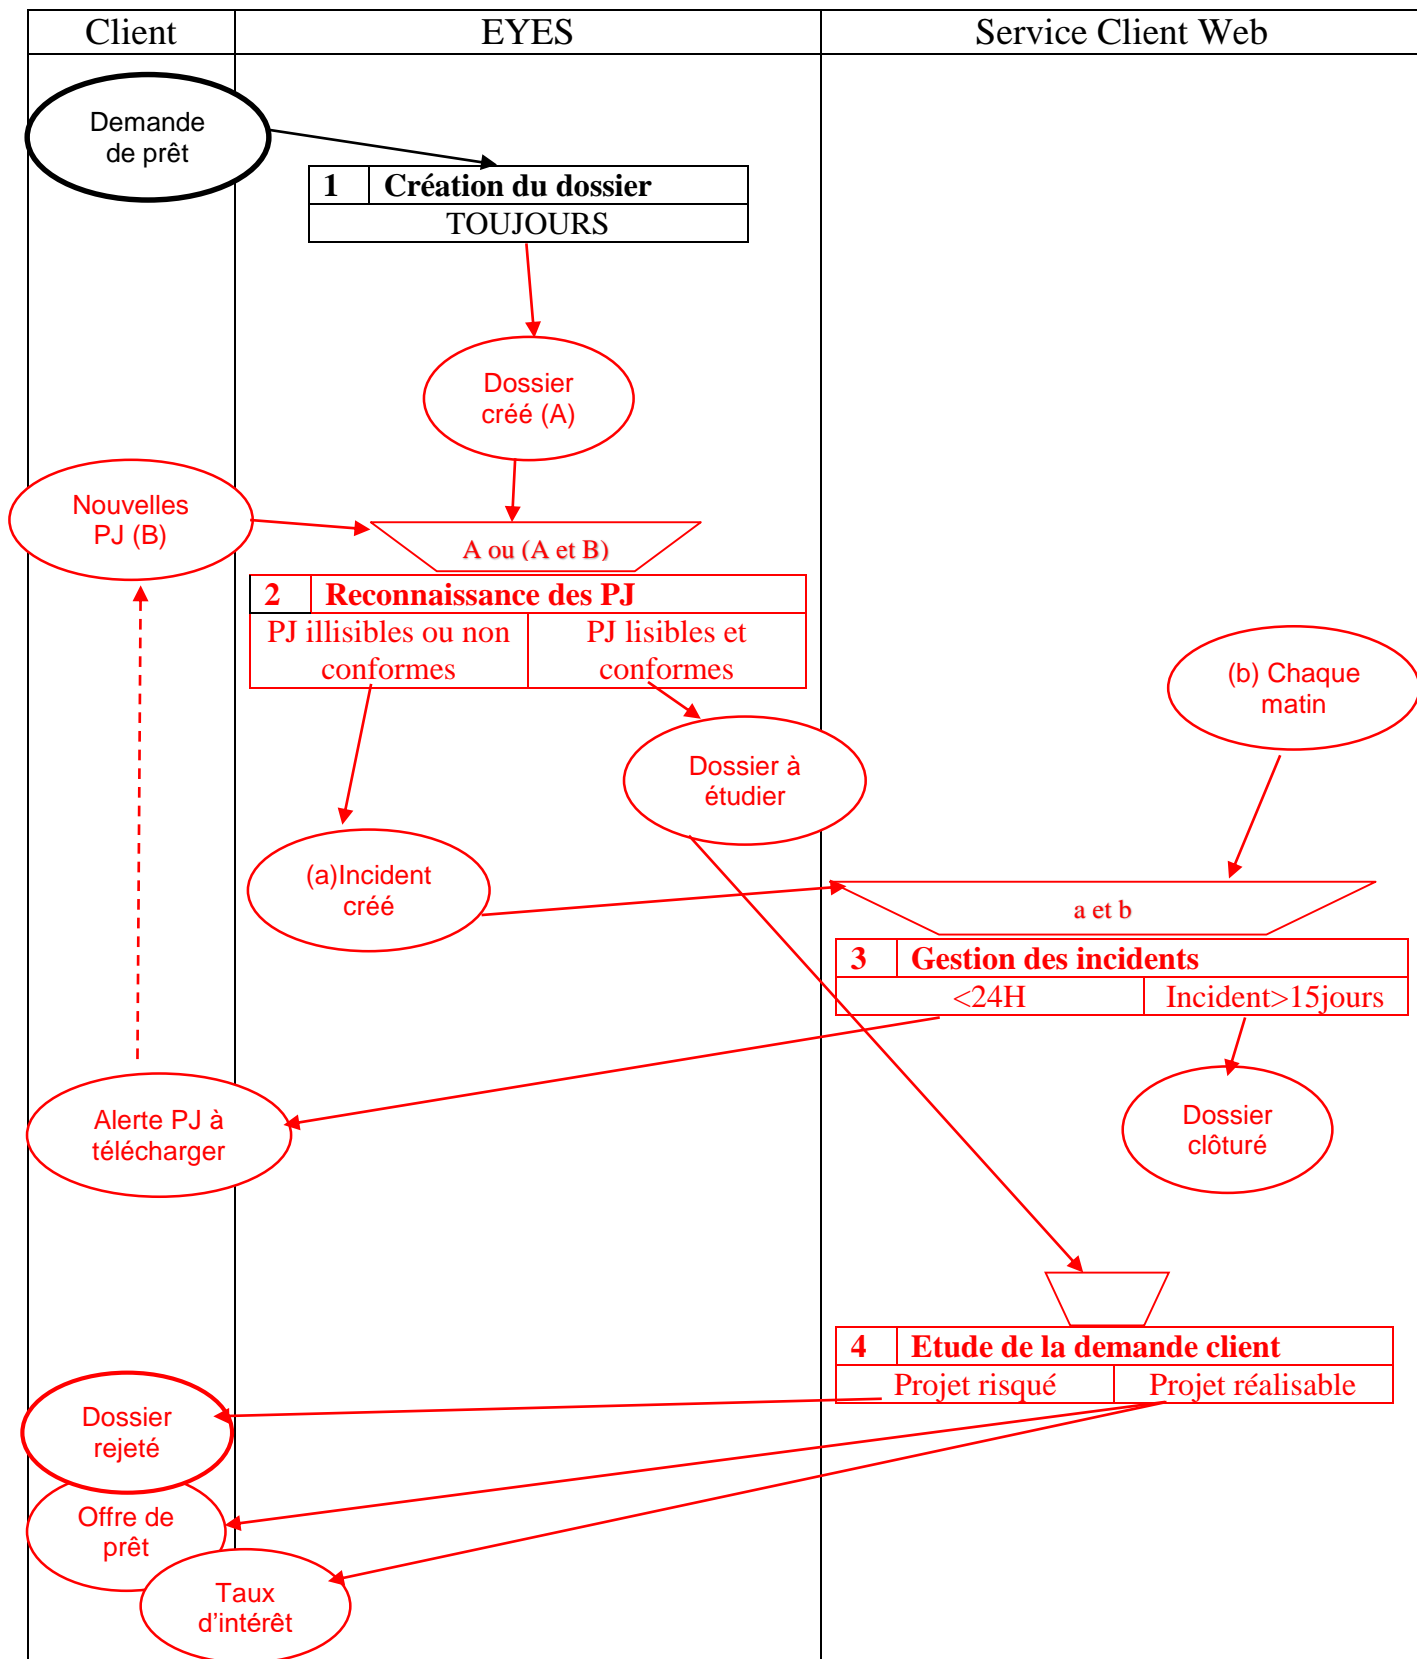 Client
EYES
Service Client Web
Demande
de prêt
1 Création du dossier
TOUJOURS
Dossier
créé (A)
Nouvelles
PJ (B)
A ou (A et B)
2 Reconnaissance des PJ
PJ illisibles ou non
conformes
PJ lisibles et
conformes
(b) Chaque
matin
Dossier à
étudier
(a)Incident
créé
a et b
3 Gestion des incidents
<24H
Incident>15jours
Alerte PJ à
télécharger
Dossier
clôturé
4 Etude de la demande client
Projet risqué
Projet réalisable
Dossier
rejeté
Offre de
prêt
Taux
d’intérêt